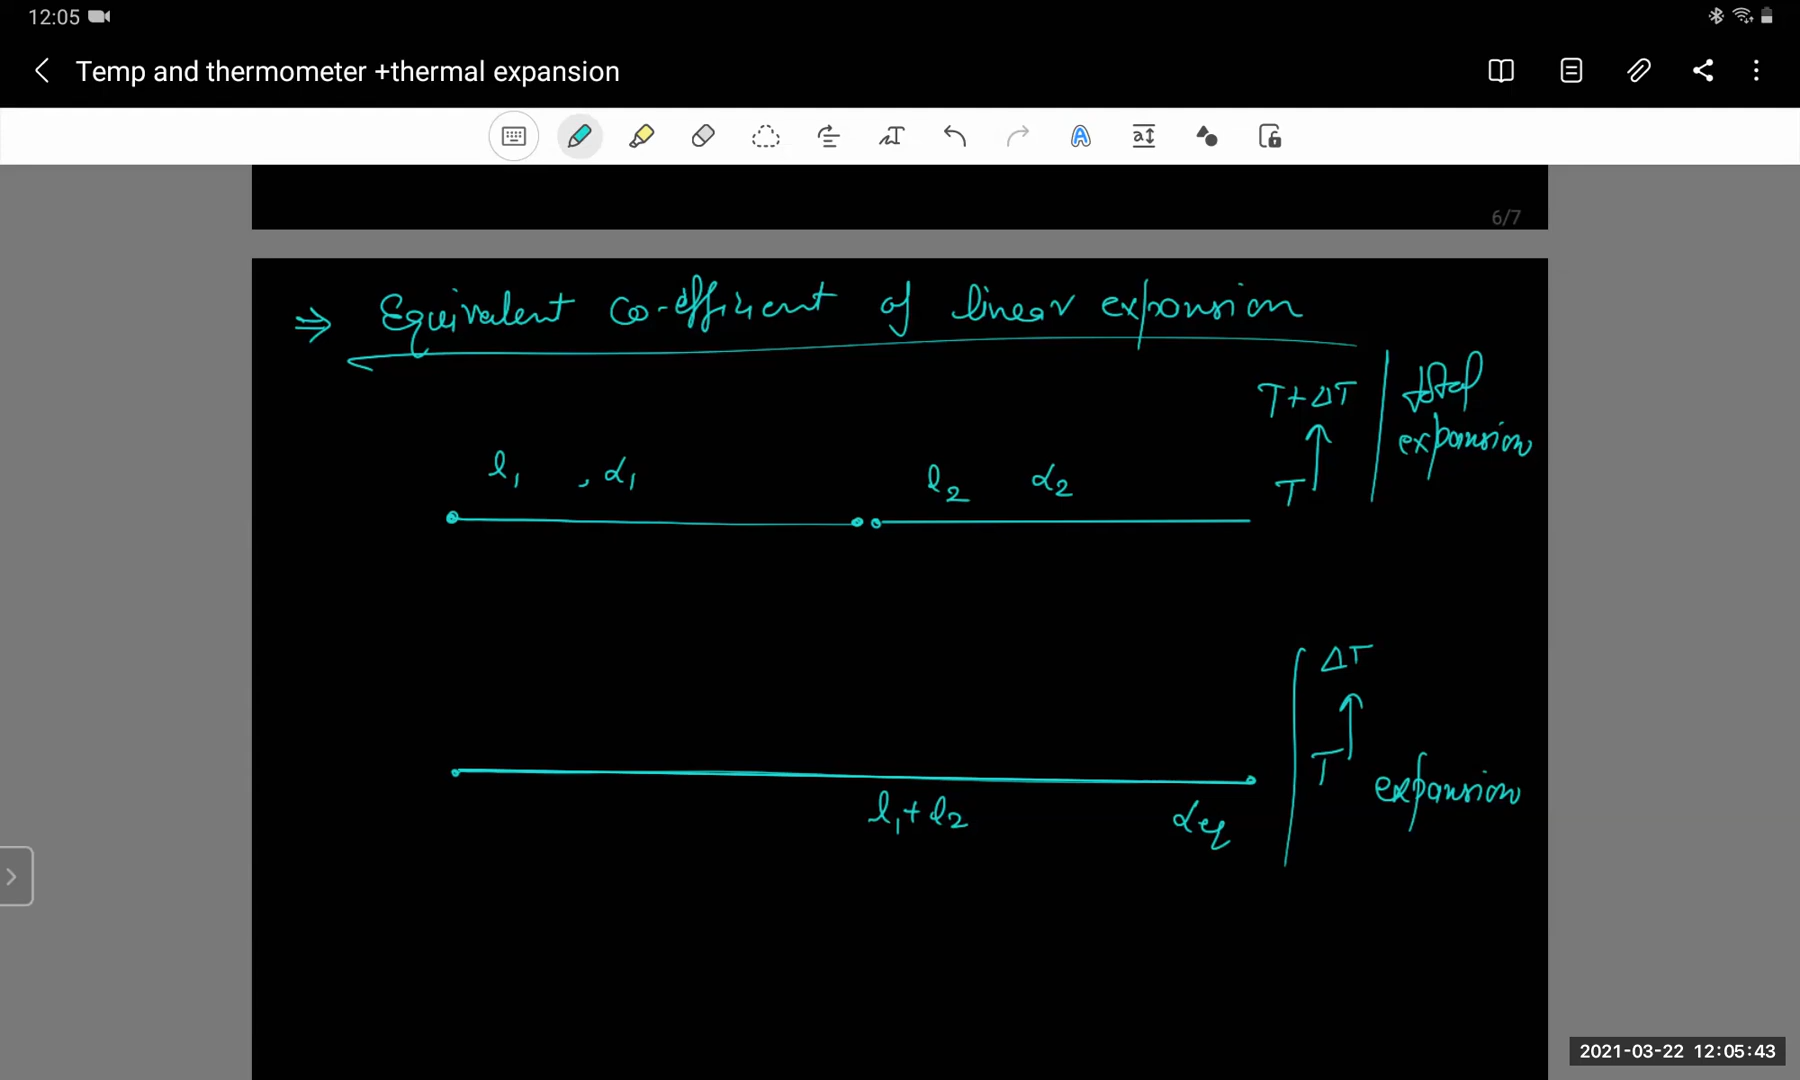 12:05
Temp and thermometer +thermal expansion
6/7
⇒ Equivalent co-efficient of linear expansion
T+ΔT
total
expansion
↑
T
l₁ , α₁
l₂ α₂
ΔT
↑
T
expansion
l₁+l₂
αeq
2021-03-22 12:05:43